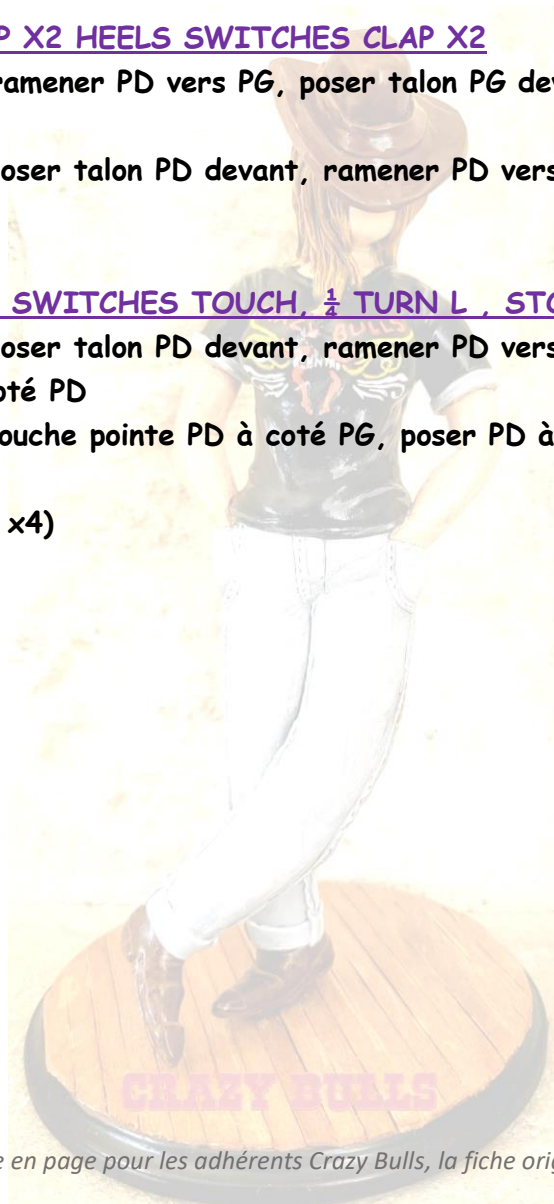 P X2 HEELS SWITCHES CLAP X2
ramener PD vers PG, poser talon PG dev
oser talon PD devant, ramener PD vers
SWITCHES TOUCH, ¼ TURN L , STO
oser talon PD devant, ramener PD vers
oté PD
ouche pointe PD à coté PG, poser PD à
x4)
CRAZY BULLS
e en page pour les adhérents Crazy Bulls, la fiche orig